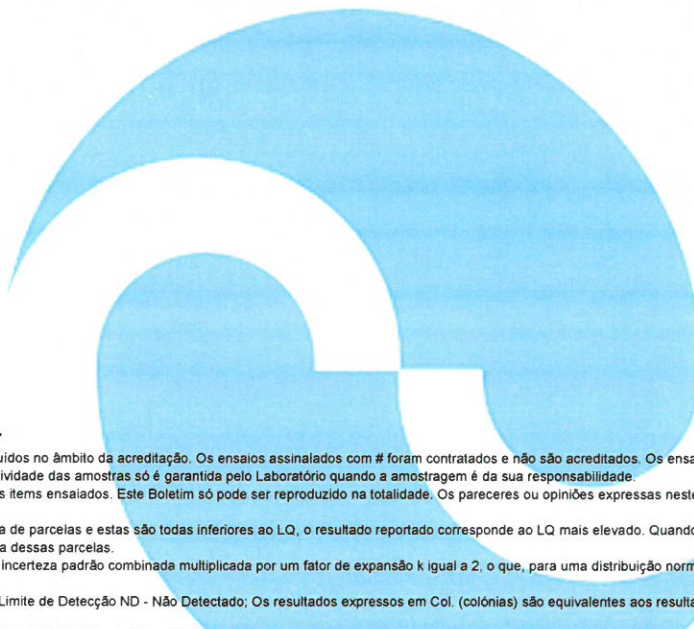 uídos no âmbito da acreditação. Os ensaios assinalados com # foram contratados e não são acreditados. Os ensa
ividade das amostras só é garantida pelo Laboratório quando a amostragem é da sua responsabilidade.
s items ensaiados. Este Boletim só pode ser reproduzido na totalidade. Os pareceres ou opiniões expressas neste
a de parcelas e estas são todas inferiores ao LQ, o resultado reportado corresponde ao LQ mais elevado. Quando
a dessas parcelas.
incerteza padrão combinada multiplicada por um fator de expansão k igual a 2, o que, para uma distribuição norm
Limite de Detecção ND - Não Detectado; Os resultados expressos em Col. (colónias) são equivalentes aos resulta